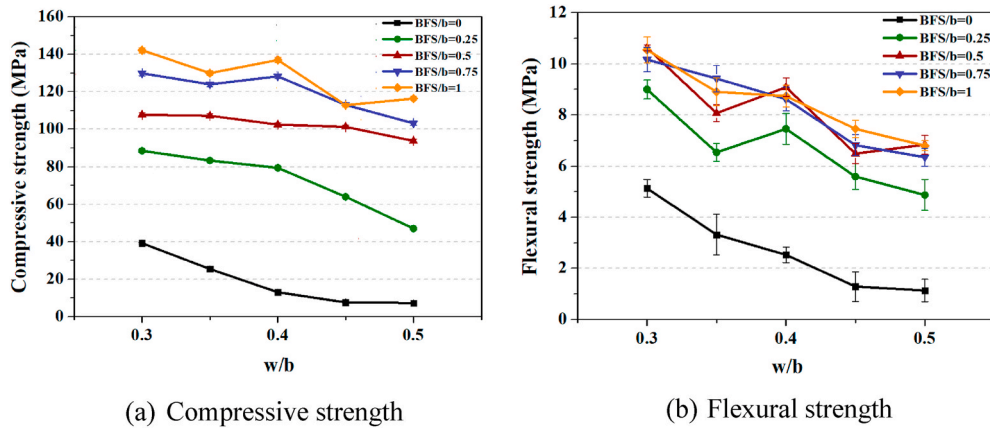 160
140
120
100
80
60
40
20
0
Compressive strength (MPa)
0.3
0.4
0.5
w/b
BFS/b=0
BFS/b=0.25
BFS/b=0.5
BFS/b=0.75
BFS/b=1
(a) Compressive strength
12
10
8
6
4
2
0
Flexural strength (MPa)
0.3
0.4
0.5
w/b
BFS/b=0
BFS/b=0.25
BFS/b=0.5
BFS/b=0.75
BFS/b=1
(b) Flexural strength